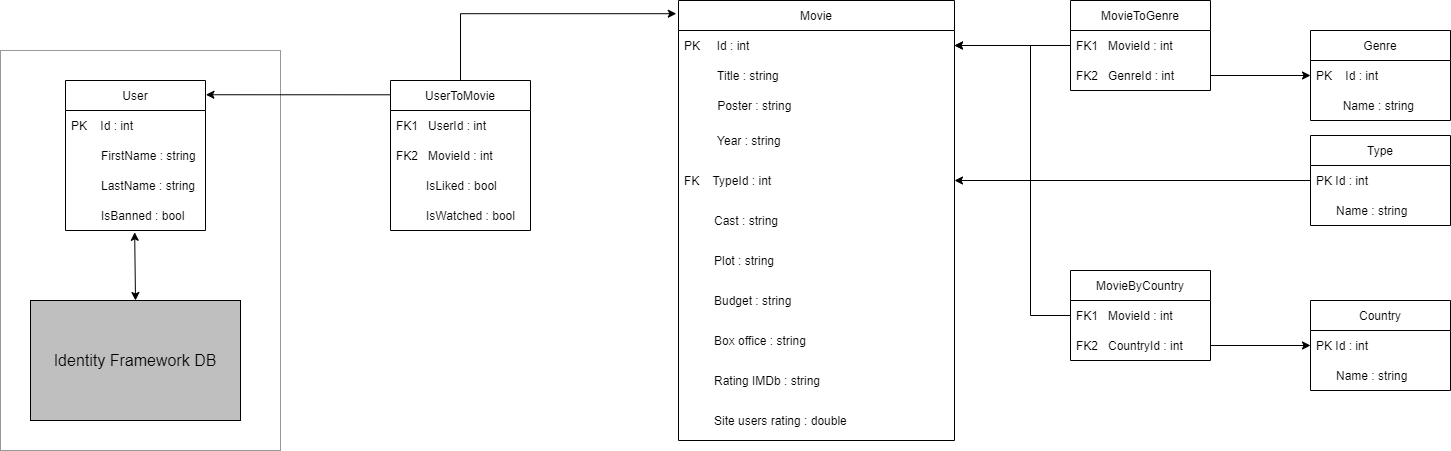 User
PK Id : int
FirstName : string
LastName : string
IsBanned : bool
Identity Framework DB
UserToMovie
FK1 UserId : int
FK2 MovieId : int
IsLiked : bool
IsWatched : bool
Movie
PK Id : int
Title : string
Poster : string
Year : string
FK TypeId : int
Cast : string
Plot : string
Budget : string
Box office : string
Rating IMDb : string
Site users rating : double
MovieToGenre
FK1 MovieId : int
FK2 GenreId : int
Genre
PK Id : int
Name : string
Type
PK Id : int
Name : string
MovieByCountry
FK1 MovieId : int
FK2 CountryId : int
Country
PK Id : int
Name : string